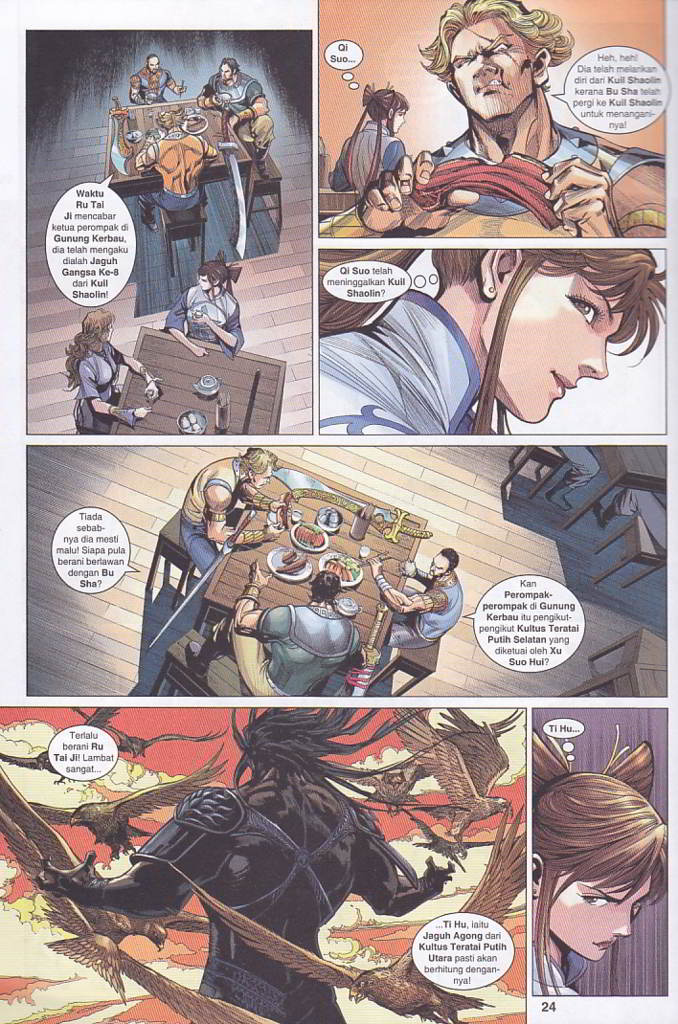 Waktu
Ru Tai
Ji mencabar
ketua perompak di
Gunung Kerbau,
dia telah mengaku
dialah Jaguh
Gangsa Ke-8
dari Kuil
Shaolin!
Qi
Suo...
Heh, heh!
Dia telah melarikan
diri dari Kuil Shaolin
kerana Bu Sha telah
pergi ke Kuil Shaolin
untuk menangani-
nya!
Qi Suo telah
meninggalkan Kuil
Shaolin?
Tiada
sebab-
nya dia mesti
malu! Siapa pula
berani berlawan
dengan Bu
Sha?
Kan
Perompak-
perompak di Gunung
Kerbau itu pengikut-
pengikut Kultus Teratai
Putih Selatan yang
diketuai oleh Xu
Suo Hui?
Terlalu
berani Ru
Tai Ji! Lambat
sangat...
...Ti Hu, iaitu
Jaguh Agong dari
Kultus Teratai Putih
Utara pasti akan
berhitung dengan-
nya!
Ti Hu...
24